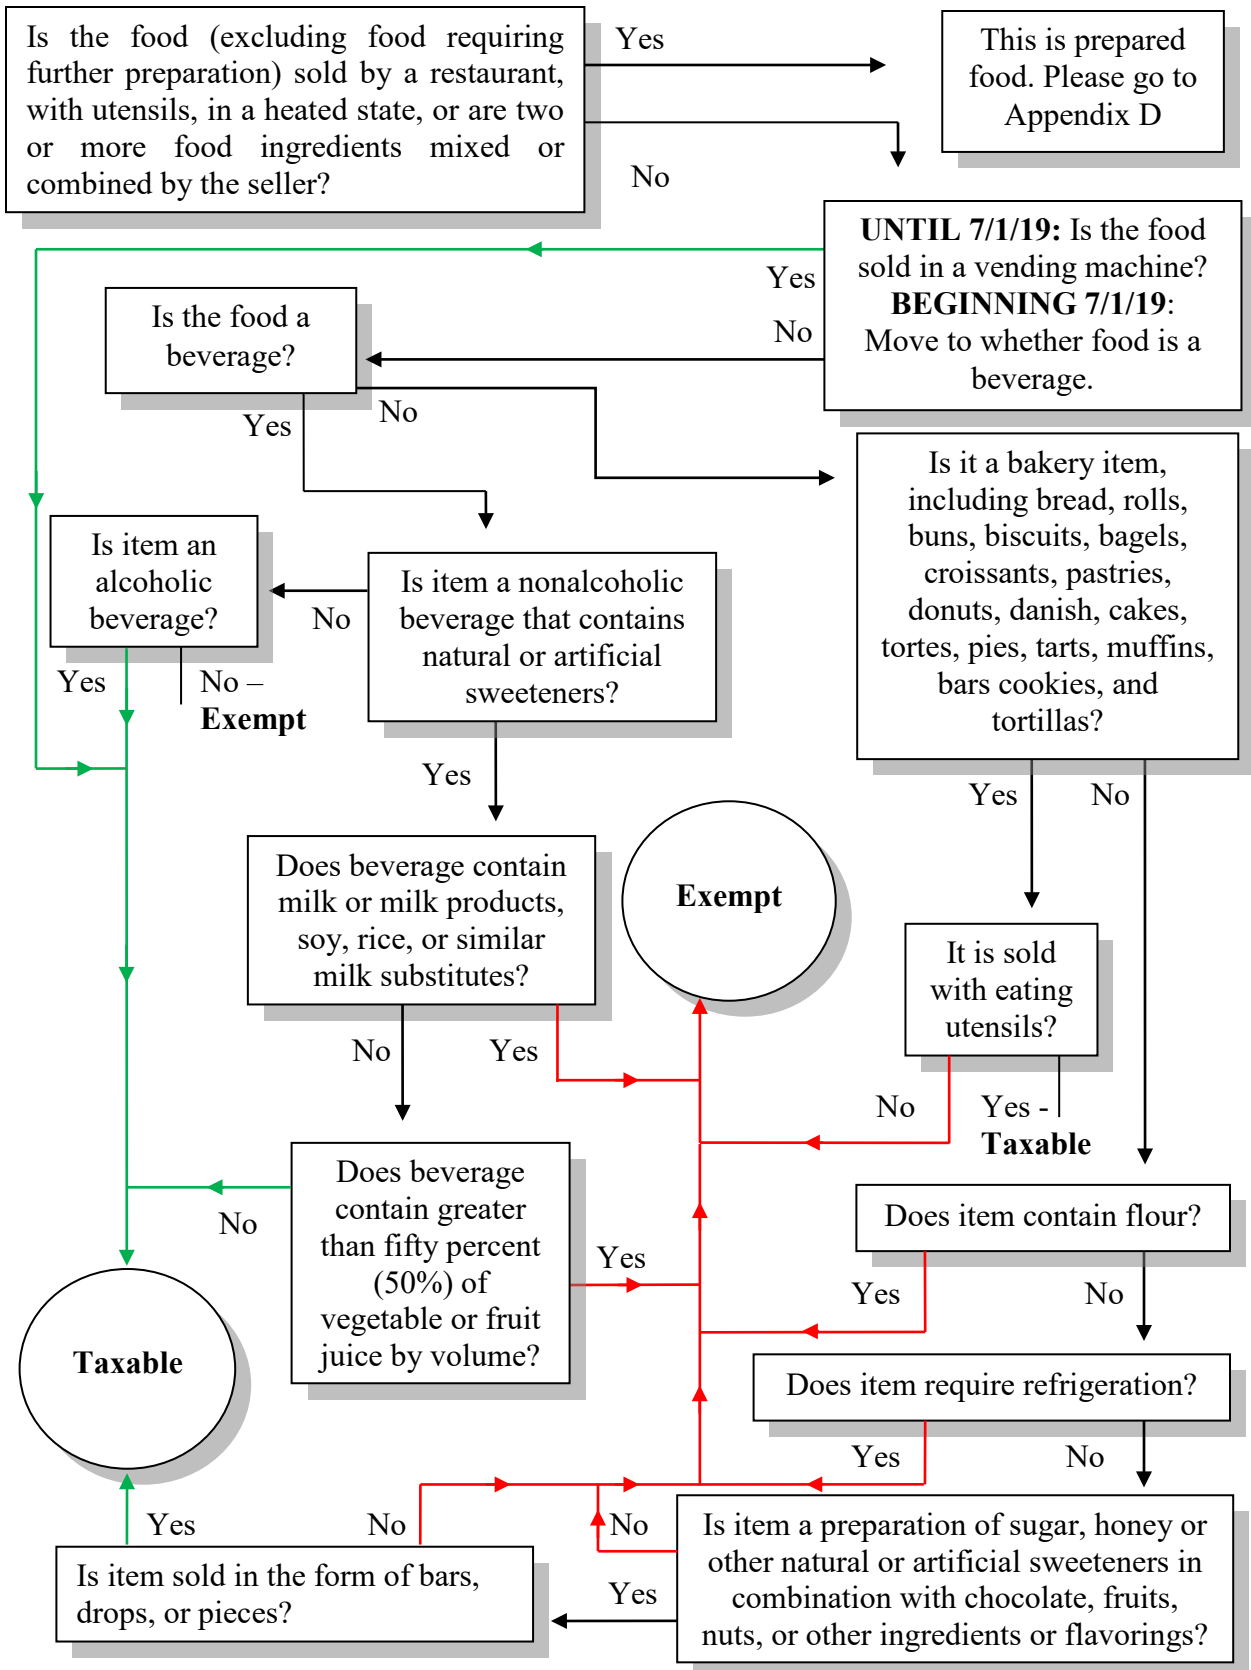 Is the food (excluding food requiring
further preparation) sold by a restaurant,
with utensils, in a heated state, or are two
or more food ingredients mixed or
combined by the seller?
Yes
No
This is prepared
food. Please go to
Appendix D
UNTIL 7/1/19: Is the food
sold in a vending machine?
BEGINNING 7/1/19:
Move to whether food is a
beverage.
Yes
No
Is the food a
beverage?
Yes
No
Is it a bakery item,
including bread, rolls,
buns, biscuits, bagels,
croissants, pastries,
donuts, danish, cakes,
tortes, pies, tarts, muffins,
bars cookies, and
tortillas?
Yes
No
Is item an
alcoholic
beverage?
Yes
No –
Exempt
Is item a nonalcoholic
beverage that contains
natural or artificial
sweeteners?
No
Yes
Does beverage contain
milk or milk products,
soy, rice, or similar
milk substitutes?
No
Yes
Exempt
It is sold
with eating
utensils?
No
Yes -
Taxable
Does beverage
contain greater
than fifty percent
(50%) of
vegetable or fruit
juice by volume?
No
Yes
Does item contain flour?
Yes
No
Taxable
Does item require refrigeration?
Yes
No
Is item a preparation of sugar, honey or
other natural or artificial sweeteners in
combination with chocolate, fruits,
nuts, or other ingredients or flavorings?
No
Yes
Is item sold in the form of bars,
drops, or pieces?
Yes
No